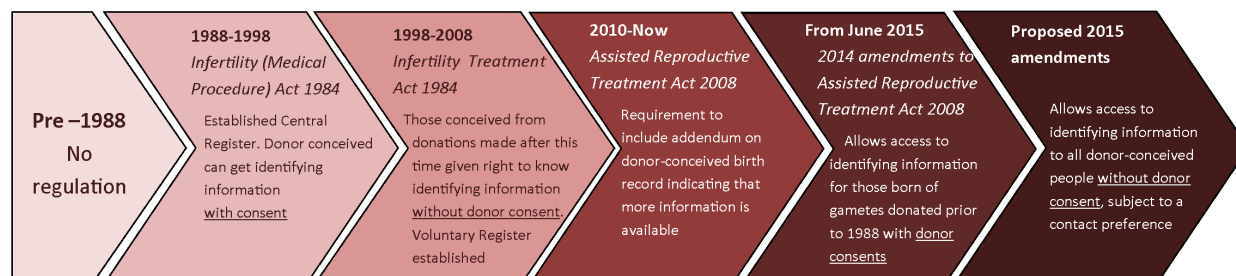 Pre –1988
No
regulation
1988-1998
Infertility (Medical
Procedure) Act 1984
Established Central
Register. Donor conceived
can get identifying
information
with consent
1998-2008
Infertility Treatment
Act 1984
Those conceived from
donations made after this
time given right to know
identifying information
without donor consent.
Voluntary Register
established
2010-Now
Assisted Reproductive
Treatment Act 2008
Requirement to
include addendum on
donor-conceived birth
record indicating that
more information is
available
From June 2015
2014 amendments to
Assisted Reproductive
Treatment Act 2008
Allows access to
identifying information
for those born of
gametes donated prior
to 1988 with donor
consents
Proposed 2015
amendments
Allows access to
identifying information
to all donor-conceived
people without donor
consent, subject to a
contact preference